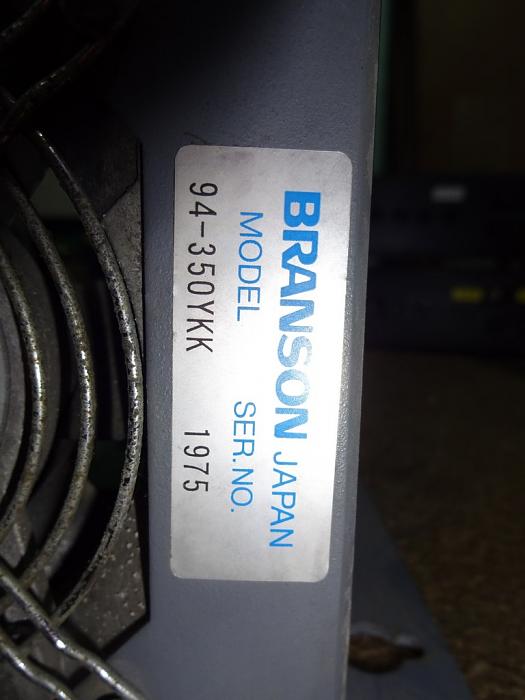 BRANSON JAPAN
MODEL SER.NO.
94-350YKK 1975